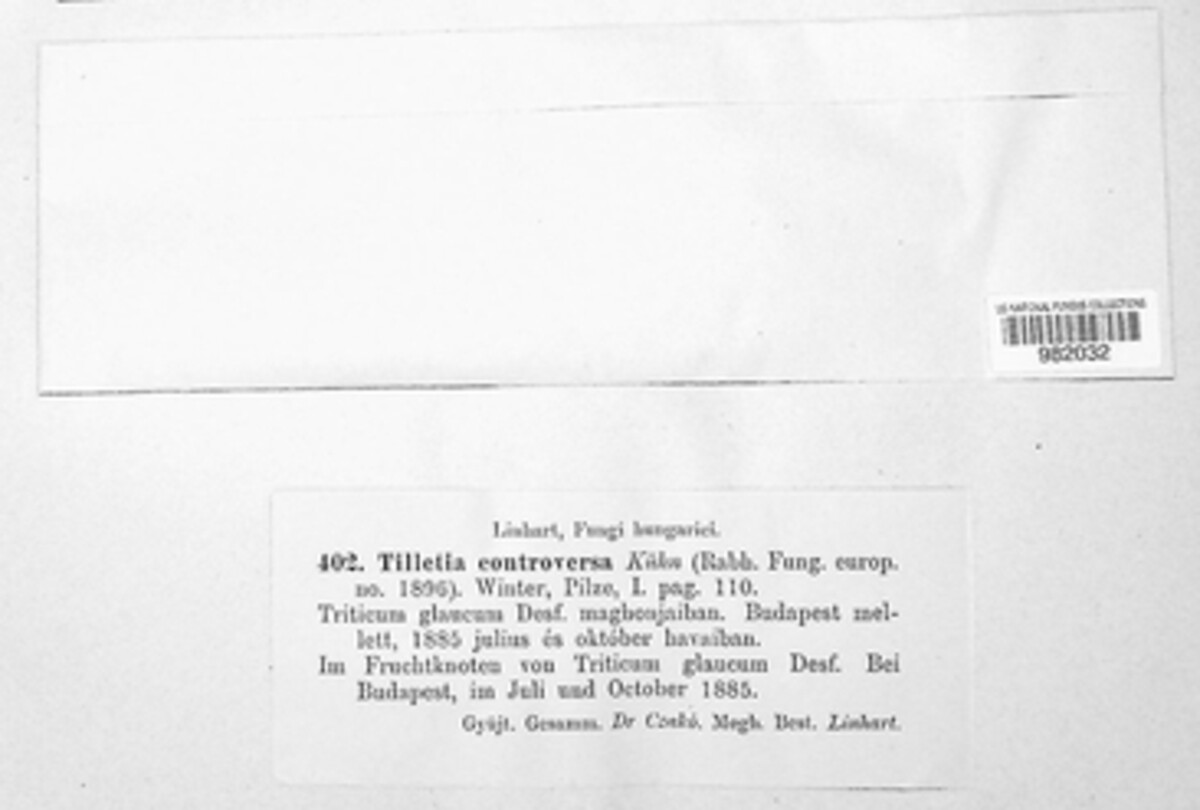 US NATIONAL FUNGUS COLLECTIONS
982032
Linhart, Fungi hungarici.
402. Tilletia controversa Kühn (Rabh. Fung. europ.
no. 1896). Winter, Pilze, I. pag. 110.
Triticum glaucum Desf. maghonjaiban. Budapest mel-
lett, 1885 julius és október havaiban.
Im Fruchtknoten von Triticum glaucum Desf. Bei
Budapest, im Juli und October 1885.
Gyüjt. Gesamm. Dr Czakó. Megh. Best. Linhart.